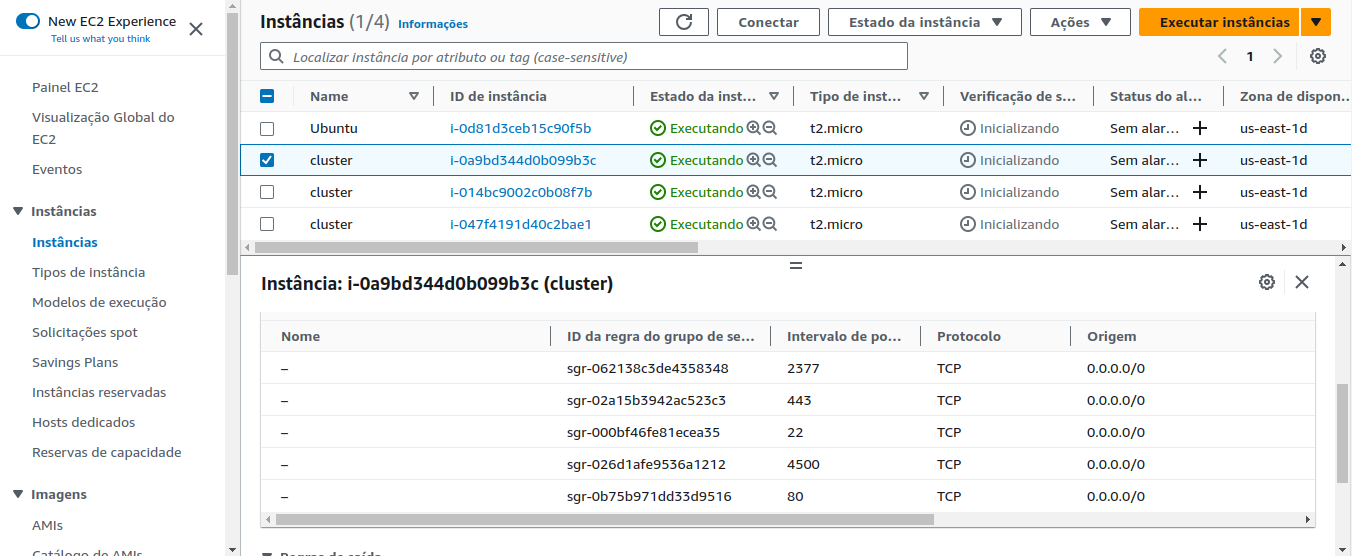 New EC2 Experience
Tell us what you think
Painel EC2
Visualização Global do
EC2
Eventos
Instâncias
Instâncias
Tipos de instância
Modelos de execução
Solicitações spot
Savings Plans
Instâncias reservadas
Hosts dedicados
Reservas de capacidade
Imagens
AMIs
Catálogo de AMIs
Instâncias (1/4) Informações
Conectar
Estado da instância
Ações
Executar instâncias
Localizar instância por atributo ou tag (case-sensitive)
1
Name ID de instância Estado da inst... Tipo de inst... Verificação de s... Status do al... Zona de dispon...
Ubuntu i-0d81d3ceb15c90f5b Executando t2.micro Inicializando Sem alar... us-east-1d
cluster i-0a9bd344d0b099b3c Executando t2.micro Inicializando Sem alar... us-east-1d
cluster i-014bc9002c0b08f7b Executando t2.micro Inicializando Sem alar... us-east-1d
cluster i-047f4191d40c2bae1 Executando t2.micro Inicializando Sem alar... us-east-1d
Instância: i-0a9bd344d0b099b3c (cluster)
Nome ID da regra do grupo de se... Intervalo de po... Protocolo Origem
– sgr-062138c3de4358348 2377 TCP 0.0.0.0/0
– sgr-02a15b3942ac523c3 443 TCP 0.0.0.0/0
– sgr-000bf46fe81ecea35 22 TCP 0.0.0.0/0
– sgr-026d1afe9536a1212 4500 TCP 0.0.0.0/0
– sgr-0b75b971dd33d9516 80 TCP 0.0.0.0/0
Regras de saída